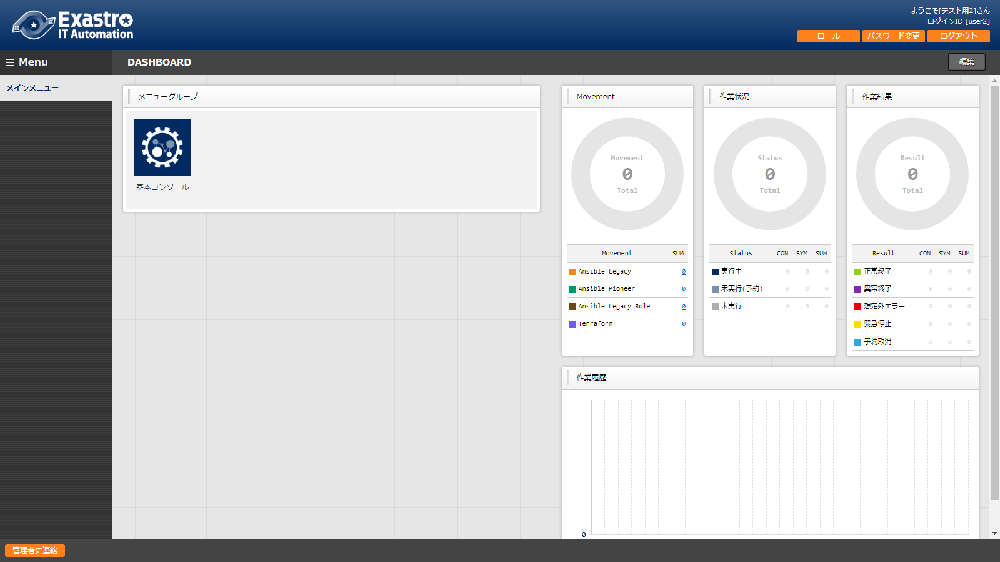 Exastro
IT Automation
ようこそ[テスト用2]さん
ログインID [user2]
ロール パスワード変更 ログアウト
Menu
DASHBOARD
編集
メインメニュー
メニューグループ
基本コンソール
Movement
Movement
0
Total
Movement SUM
Ansible Legacy 0
Ansible Pioneer 0
Ansible Legacy Role 0
Terraform 0
作業状況
Status
0
Total
Status CON SYM SUM
実行中 0 0 0
未実行(予約) 0 0 0
未実行 0 0 0
作業結果
Result
0
Total
Result CON SYM SUM
正常終了 0 0 0
異常終了 0 0 0
想定外エラー 0 0 0
緊急停止 0 0 0
予約取消 0 0 0
作業履歴
0
管理者に連絡